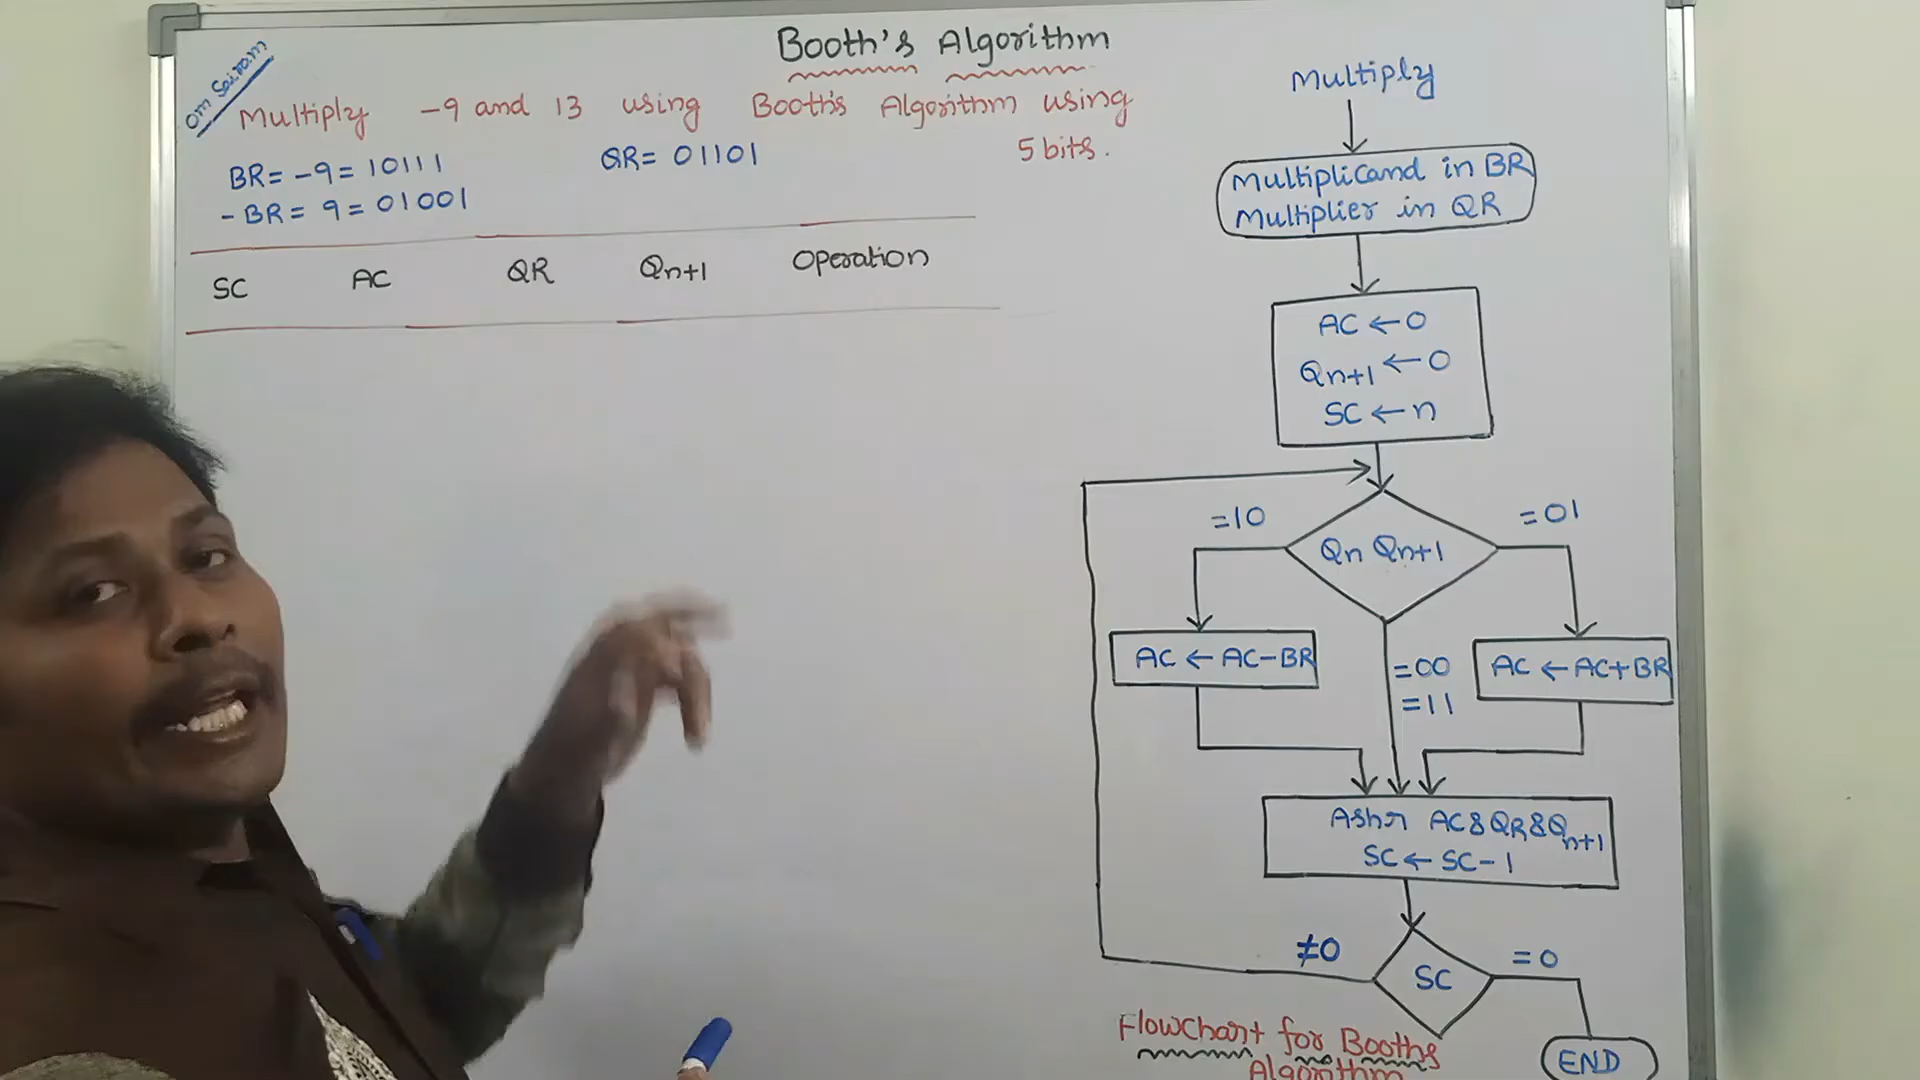 Om Sairam
Booth's Algorithm
Multiply -9 and 13 using Booth's Algorithm using
5 bits.
BR = -9 = 10111
QR = 01101
-BR = 9 = 01001
SC AC QR Qn+1 Operation
Multiply
Multiplicand in BR
Multiplier in QR
AC ← 0
Qn+1 ← 0
SC ← n
=10
Qn Qn+1
=01
AC ← AC-BR
=00
=11
AC ← AC+BR
Ashr AC&QR&Qn+1
SC ← SC-1
≠0
SC
=0
Flowchart for Booths
Algorithm
END